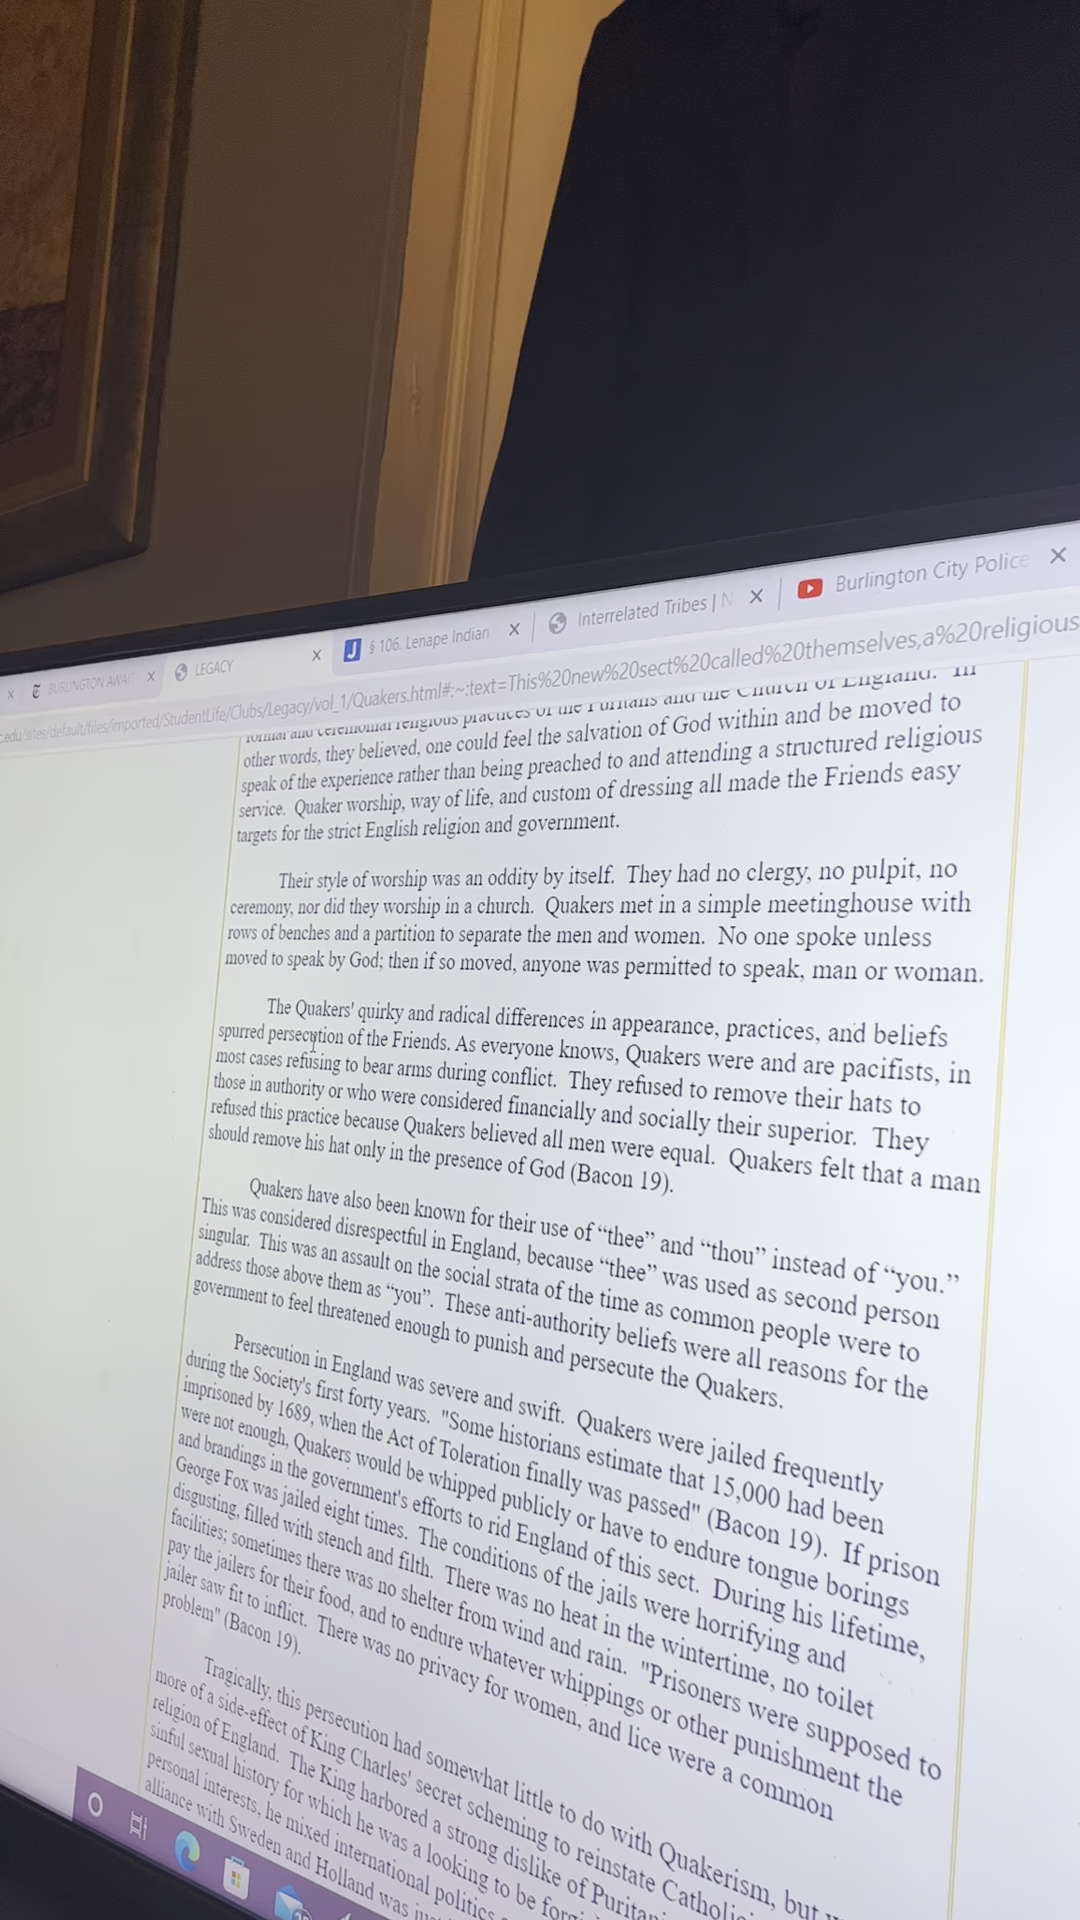 BURLINGTON AWAIT
LEGACY
§ 106. Lenape Indian
Interrelated Tribes | N
Burlington City Police
.edu/sites/default/files/imported/StudentLife/Clubs/Legacy/vol_1/Quakers.html#:~:text=This%20new%20sect%20called%20themselves,a%20religious
formal and ceremonial religious practices of the Puritans and the Church of England. In
other words, they believed, one could feel the salvation of God within and be moved to
speak of the experience rather than being preached to and attending a structured religious
service. Quaker worship, way of life, and custom of dressing all made the Friends easy
targets for the strict English religion and government.
Their style of worship was an oddity by itself. They had no clergy, no pulpit, no
ceremony, nor did they worship in a church. Quakers met in a simple meetinghouse with
rows of benches and a partition to separate the men and women. No one spoke unless
moved to speak by God; then if so moved, anyone was permitted to speak, man or woman.
The Quakers' quirky and radical differences in appearance, practices, and beliefs
spurred persecution of the Friends. As everyone knows, Quakers were and are pacifists, in
most cases refusing to bear arms during conflict. They refused to remove their hats to
those in authority or who were considered financially and socially their superior. They
refused this practice because Quakers believed all men were equal. Quakers felt that a man
should remove his hat only in the presence of God (Bacon 19).
Quakers have also been known for their use of “thee” and “thou” instead of “you.”
This was considered disrespectful in England, because “thee” was used as second person
singular. This was an assault on the social strata of the time as common people were to
address those above them as “you”. These anti-authority beliefs were all reasons for the
government to feel threatened enough to punish and persecute the Quakers.
Persecution in England was severe and swift. Quakers were jailed frequently
during the Society's first forty years. "Some historians estimate that 15,000 had been
imprisoned by 1689, when the Act of Toleration finally was passed" (Bacon 19). If prison
were not enough, Quakers would be whipped publicly or have to endure tongue borings
and brandings in the government's efforts to rid England of this sect. During his lifetime,
George Fox was jailed eight times. The conditions of the jails were horrifying and
disgusting, filled with stench and filth. There was no heat in the wintertime, no toilet
facilities; sometimes there was no shelter from wind and rain. "Prisoners were supposed to
pay the jailers for their food, and to endure whatever whippings or other punishment the
jailer saw fit to inflict. There was no privacy for women, and lice were a common
problem" (Bacon 19).
Tragically, this persecution had somewhat little to do with Quakerism, but
more of a side-effect of King Charles' secret scheming to reinstate Catholic
religion of England. The King harbored a strong dislike of Puritan
sinful sexual history for which he was a looking to be forgi
personal interests, he mixed international politics
alliance with Sweden and Holland was